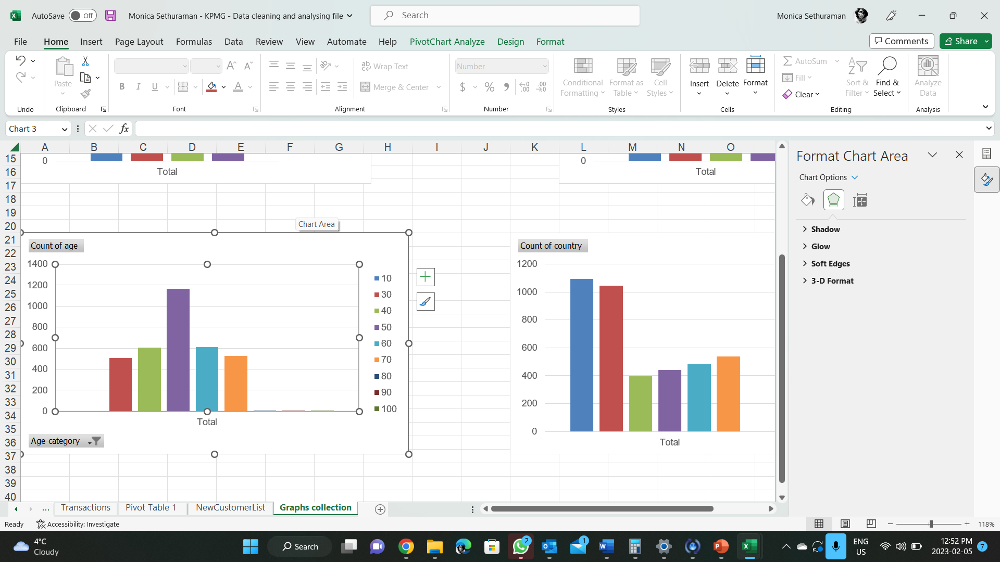 AutoSave Off Monica Sethuraman - KPMG - Data cleaning and analysing file Search Monica Sethuraman
File Home Insert Page Layout Formulas Data Review View Automate Help PivotChart Analyze Design Format Comments Share
Paste
B I U A
A A
ab Wrap Text
Merge & Center
Number
$ % ,
Conditional Formatting
Format as Table
Cell Styles
Insert Delete Format
AutoSum
Fill
Clear
Sort & Filter
Find & Select
Analyze Data
Undo Clipboard Font Alignment Number Styles Cells Editing Analysis
Chart 3 fx
A B C D E F G H I J K L M N O
15
16
17
18
19
20
21
22
23
24
25
26
27
28
29
30
31
32
33
34
35
36
37
38
39
40
0
Total
0
Total
Chart Area
Count of age
1400
1200
1000
800
600
400
200
0
Total
10
30
40
50
60
70
80
90
100
Age-category
Count of country
1200
1000
800
600
400
200
0
Total
Format Chart Area
Chart Options
Shadow
Glow
Soft Edges
3-D Format
... Transactions Pivot Table 1 NewCustomerList Graphs collection
Ready Accessibility: Investigate 118%
4°C
Cloudy
Search
2
1
ENG
US
12:52 PM
2023-02-05
7